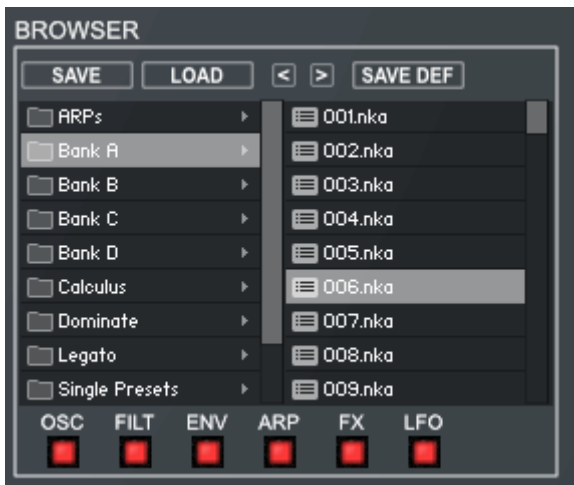 BROWSER
SAVE LOAD < > SAVE DEF
ARPs 001.nka
Bank A 002.nka
Bank B 003.nka
Bank C 004.nka
Bank D 005.nka
Calculus 006.nka
Dominate 007.nka
Legato 008.nka
Single Presets 009.nka
OSC FILT ENV ARP FX LFO